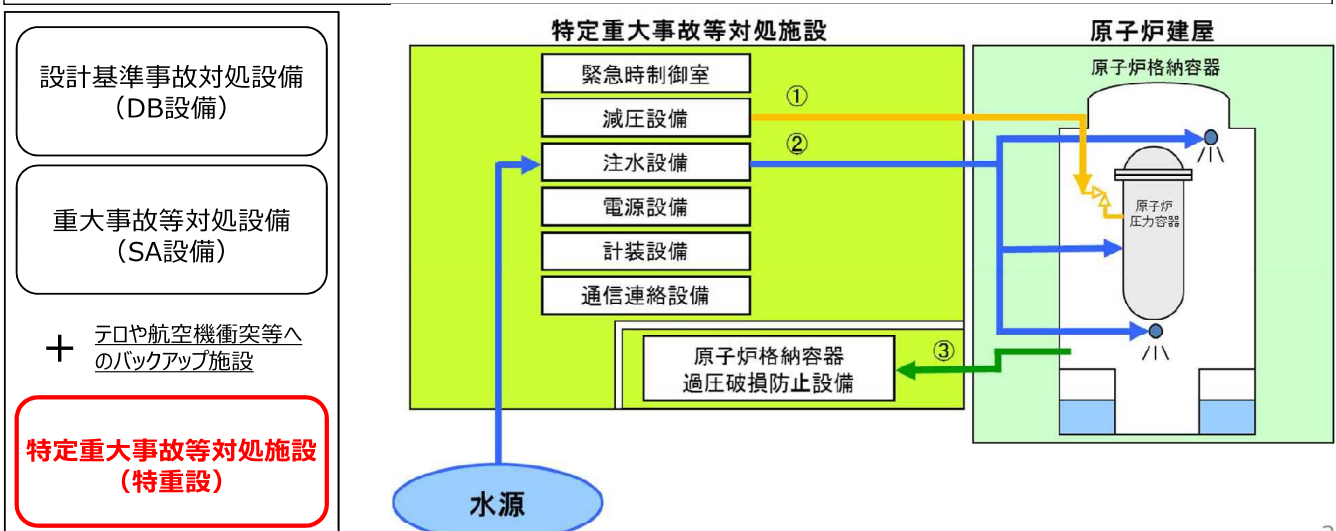 設計基準事故対処設備
（DB設備）
重大事故等対処設備
（SA設備）
＋
テロや航空機衝突等へ
のバックアップ施設
特定重大事故等対処施設
（特重設）
特定重大事故等対処施設
緊急時制御室
減圧設備
注水設備
電源設備
計装設備
通信連絡設備
原子炉格納容器
過圧破損防止設備
①
②
③
水源
原子炉建屋
原子炉格納容器
原子炉
圧力容器